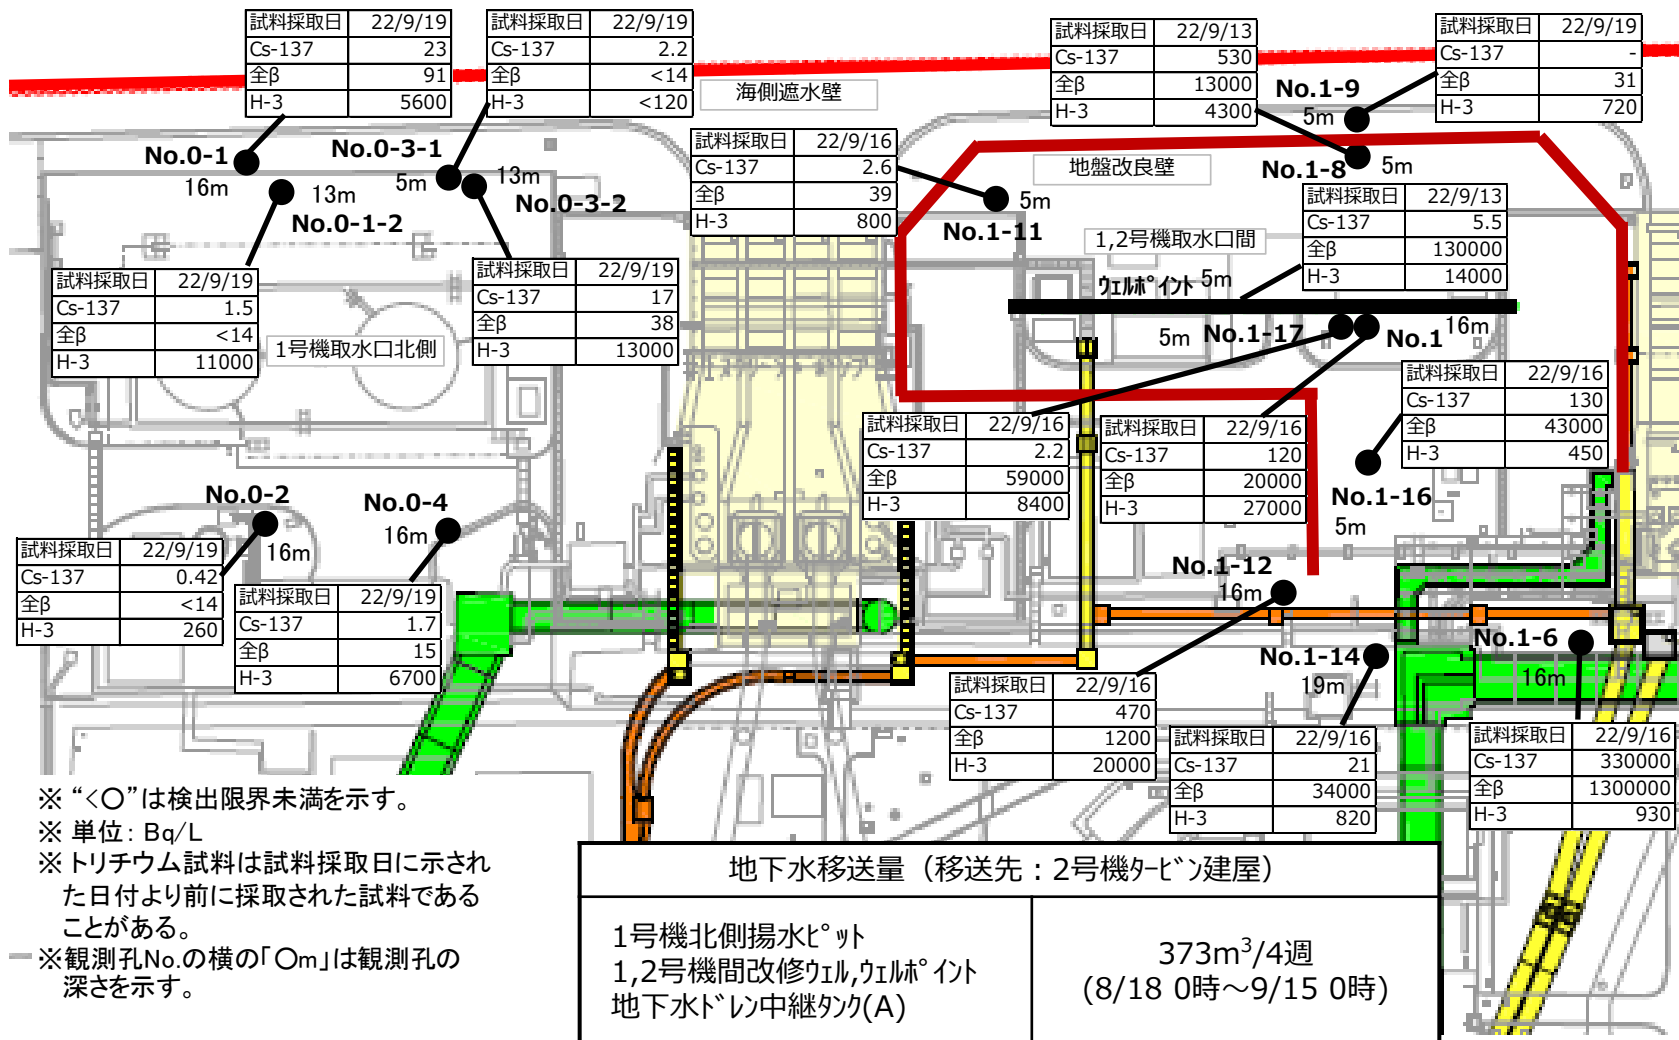 試料採取日 22/9/19
Cs-137 23
全β 91
H-3 5600
試料採取日 22/9/19
Cs-137 2.2
全β <14
H-3 <120
海側遮水壁
試料採取日 22/9/13
Cs-137 530
全β 13000
H-3 4300
試料採取日 22/9/19
Cs-137 -
全β 31
H-3 720
No.0-1
16m
No.0-3-1
5m
13m
No.0-1-2
13m
No.0-3-2
試料採取日 22/9/16
Cs-137 2.6
全β 39
H-3 800
5m
No.1-11
地盤改良壁
No.1-9
5m
No.1-8
5m
試料採取日 22/9/13
Cs-137 5.5
全β 130000
H-3 14000
1,2号機取水口間
ウェルポイント 5m
試料採取日 22/9/19
Cs-137 1.5
全β <14
H-3 11000
1号機取水口北側
試料採取日 22/9/19
Cs-137 17
全β 38
H-3 13000
5m No.1-17
No.1
16m
試料採取日 22/9/16
Cs-137 130
全β 43000
H-3 450
試料採取日 22/9/16
Cs-137 2.2
全β 59000
H-3 8400
試料採取日 22/9/16
Cs-137 120
全β 20000
H-3 27000
No.1-16
5m
No.0-2
16m
No.0-4
16m
試料採取日 22/9/19
Cs-137 0.42
全β <14
H-3 260
試料採取日 22/9/19
Cs-137 1.7
全β 15
H-3 6700
No.1-12
16m
No.1-14
19m
No.1-6
16m
試料採取日 22/9/16
Cs-137 470
全β 1200
H-3 20000
試料採取日 22/9/16
Cs-137 21
全β 34000
H-3 820
試料採取日 22/9/16
Cs-137 330000
全β 1300000
H-3 930
※ “<〇”は検出限界未満を示す。
※ 単位: Bq/L
※ トリチウム試料は試料採取日に示され
た日付より前に採取された試料である
ことがある。
※観測孔No.の横の「〇m」は観測孔の
深さを示す。
地下水移送量（移送先：2号機タービン建屋）
1号機北側揚水ピット
1,2号機間改修ウェル,ウェルポイント
地下水ドレン中継タンク(A)
373m³/4週
(8/18 0時～9/15 0時)